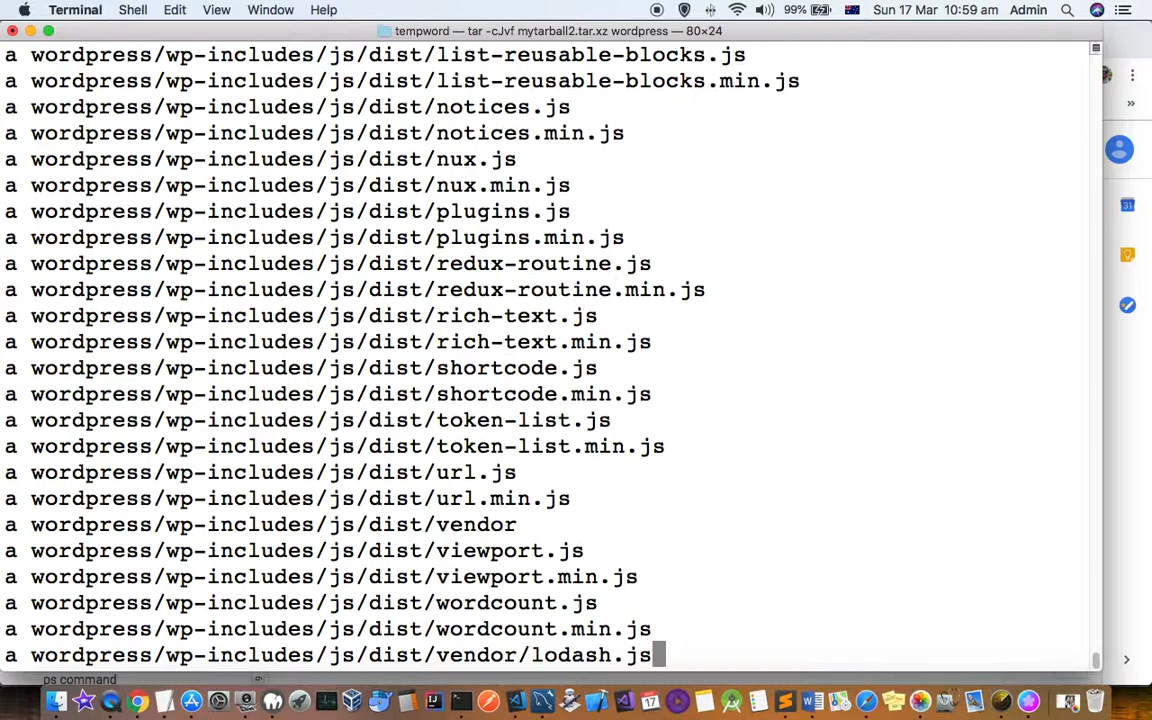 Terminal Shell Edit View Window Help 99% Sun 17 Mar 10:59 am Admin
tempword — tar -cJvf mytarball2.tar.xz wordpress — 80×24
a wordpress/wp-includes/js/dist/list-reusable-blocks.js
a wordpress/wp-includes/js/dist/list-reusable-blocks.min.js
a wordpress/wp-includes/js/dist/notices.js
a wordpress/wp-includes/js/dist/notices.min.js
a wordpress/wp-includes/js/dist/nux.js
a wordpress/wp-includes/js/dist/nux.min.js
a wordpress/wp-includes/js/dist/plugins.js
a wordpress/wp-includes/js/dist/plugins.min.js
a wordpress/wp-includes/js/dist/redux-routine.js
a wordpress/wp-includes/js/dist/redux-routine.min.js
a wordpress/wp-includes/js/dist/rich-text.js
a wordpress/wp-includes/js/dist/rich-text.min.js
a wordpress/wp-includes/js/dist/shortcode.js
a wordpress/wp-includes/js/dist/shortcode.min.js
a wordpress/wp-includes/js/dist/token-list.js
a wordpress/wp-includes/js/dist/token-list.min.js
a wordpress/wp-includes/js/dist/url.js
a wordpress/wp-includes/js/dist/url.min.js
a wordpress/wp-includes/js/dist/vendor
a wordpress/wp-includes/js/dist/viewport.js
a wordpress/wp-includes/js/dist/viewport.min.js
a wordpress/wp-includes/js/dist/wordcount.js
a wordpress/wp-includes/js/dist/wordcount.min.js
a wordpress/wp-includes/js/dist/vendor/lodash.js
ps command
31
17